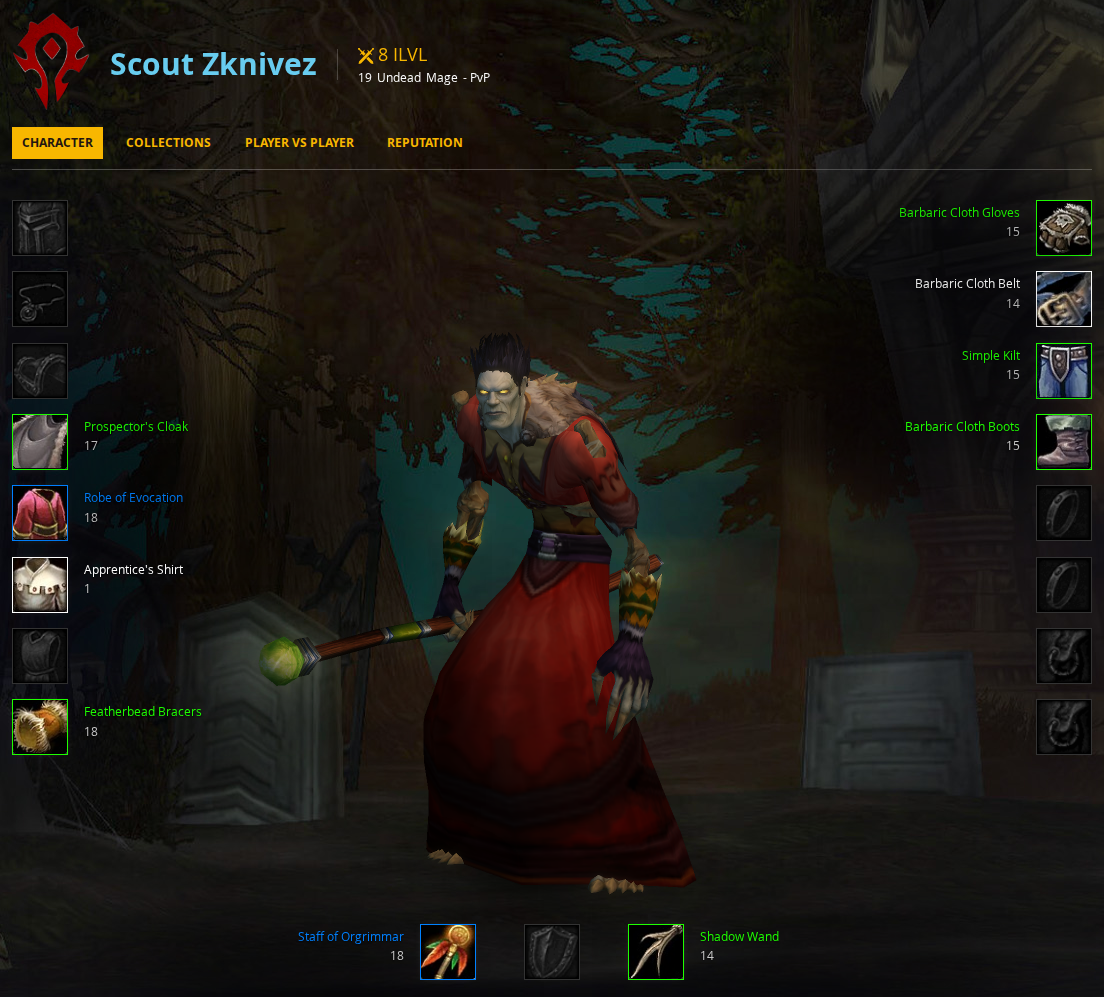 Scout Zknivez
8 ILVL
19 Undead Mage - PvP
CHARACTER
COLLECTIONS
PLAYER VS PLAYER
REPUTATION
Prospector's Cloak
17
Robe of Evocation
18
Apprentice's Shirt
1
Featherbead Bracers
18
Barbaric Cloth Gloves
15
Barbaric Cloth Belt
14
Simple Kilt
15
Barbaric Cloth Boots
15
Staff of Orgrimmar
18
Shadow Wand
14